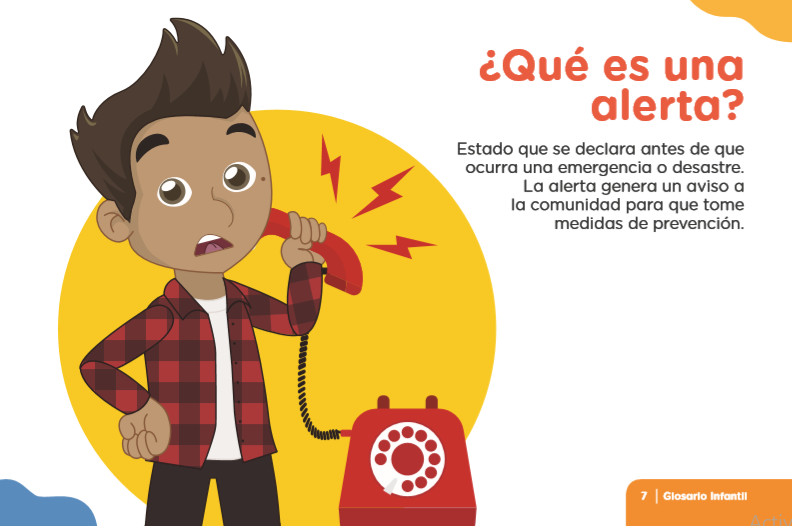 ¿Qué es una
alerta?
Estado que se declara antes de que
ocurra una emergencia o desastre.
La alerta genera un aviso a
la comunidad para que tome
medidas de prevención.
7 | Glosario Infantil